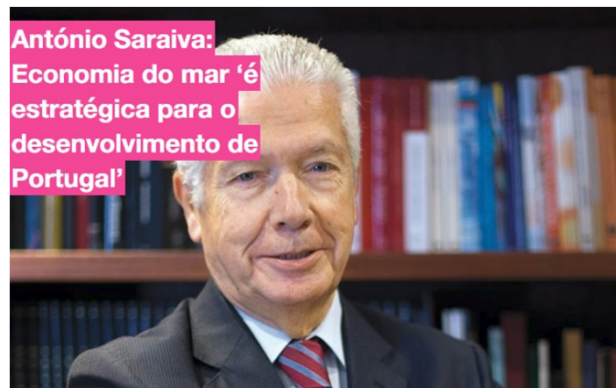 António Saraiva:
Economia do mar ‘é
estratégica para o
desenvolvimento de
Portugal’